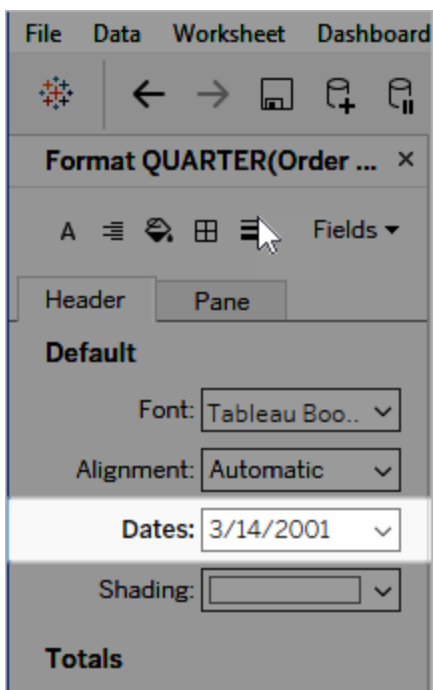 File Data Worksheet Dashboard
Format QUARTER(Order ... ×
A Fields
Header Pane
Default
Font: Tableau Boo..
Alignment: Automatic
Dates: 3/14/2001
Shading:
Totals